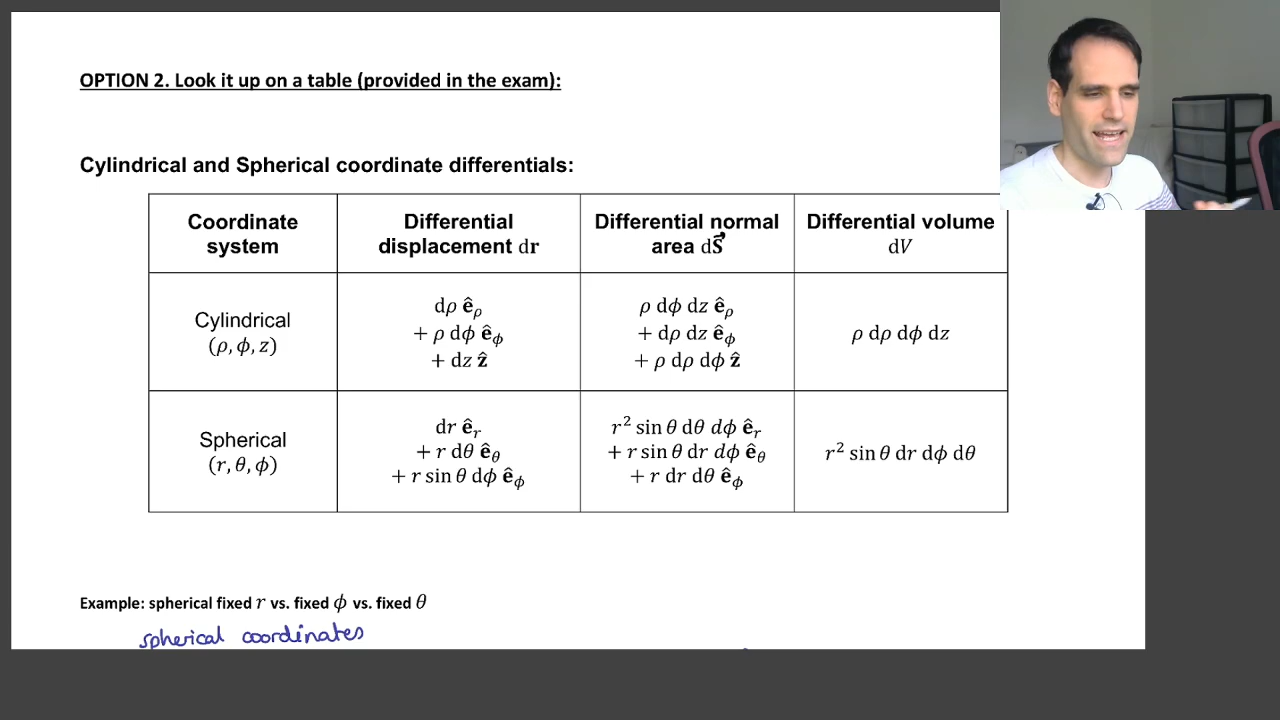 OPTION 2. Look it up on a table (provided in the exam):
Cylindrical and Spherical coordinate differentials:
Coordinate system
Differential displacement dr
Differential normal area dS⃗
Differential volume dV
Cylindrical
(ρ, ϕ, z)
dρ ê_ρ
+ ρ dϕ ê_ϕ
+ dz ẑ
ρ dϕ dz ê_ρ
+ dρ dz ê_ϕ
+ ρ dρ dϕ ẑ
ρ dρ dϕ dz
Spherical
(r, θ, ϕ)
dr ê_r
+ r dθ ê_θ
+ r sin θ dϕ ê_ϕ
r² sin θ dθ dϕ ê_r
+ r sin θ dr dϕ ê_θ
+ r dr dθ ê_ϕ
r² sin θ dr dϕ dθ
Example: spherical fixed r vs. fixed ϕ vs. fixed θ
spherical coordinates